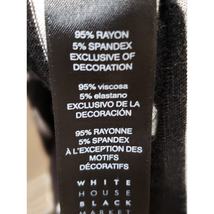 95% RAYON
5% SPANDEX
EXCLUSIVE OF
DECORATION
95% viscosa
5% elastano
EXCLUSIVO DE LA
DECORACIÓN
95% RAYONNE
5% SPANDEX
À L'EXCEPTION DES
MOTIFS
DÉCORATIFS
WHITE
HOUSE
BLACK
MARKET